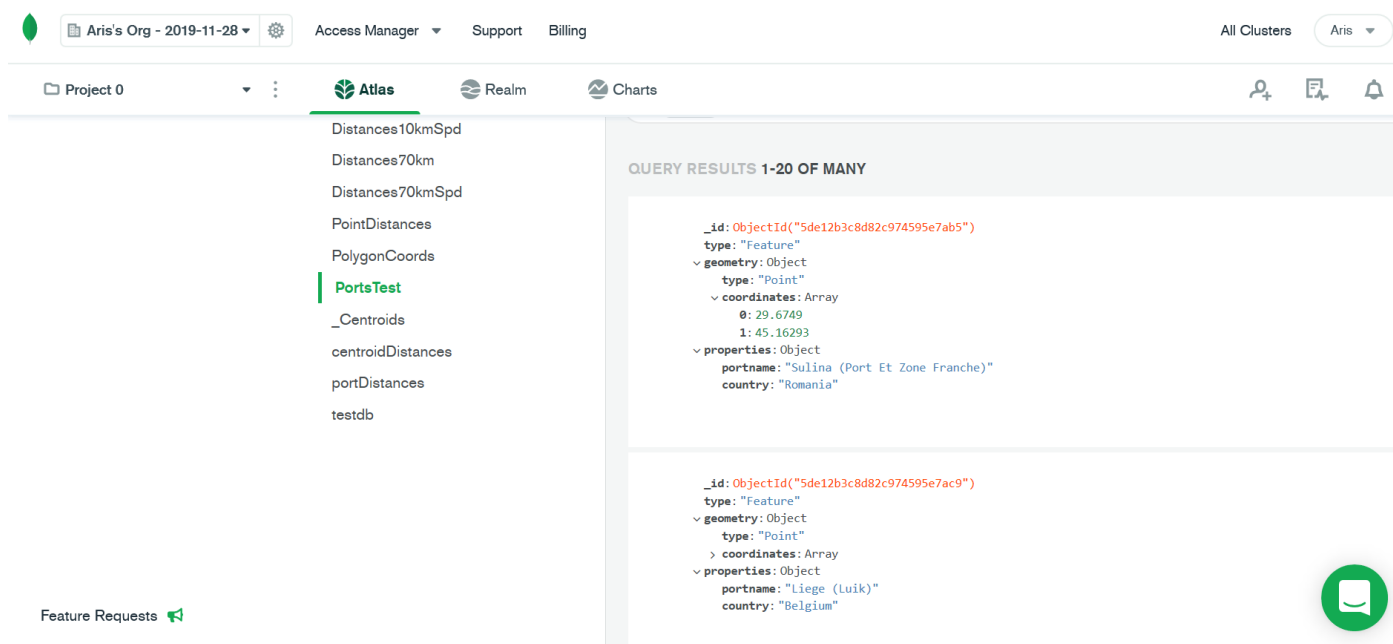 Aris's Org - 2019-11-28
Access Manager
Support
Billing
All Clusters
Aris
Project 0
Atlas
Realm
Charts
Distances10kmSpd
Distances70km
Distances70kmSpd
PointDistances
PolygonCoords
PortsTest
_Centroids
centroidDistances
portDistances
testdb
Feature Requests
QUERY RESULTS 1-20 OF MANY
_id: ObjectId("5de12b3c8d82c974595e7ab5")
type: "Feature"
geometry: Object
type: "Point"
coordinates: Array
0: 29.6749
1: 45.16293
properties: Object
portname: "Sulina (Port Et Zone Franche)"
country: "Romania"
_id: ObjectId("5de12b3c8d82c974595e7ac9")
type: "Feature"
geometry: Object
type: "Point"
coordinates: Array
properties: Object
portname: "Liege (Luik)"
country: "Belgium"